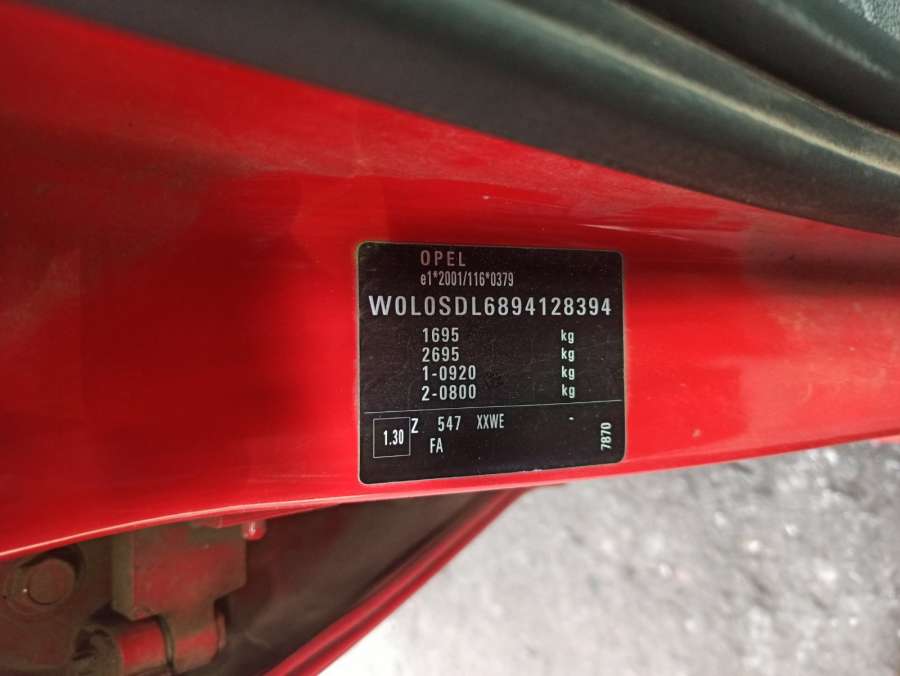 OPEL
e1*2001/116*0379
W0L0SDL6894128394
1695 kg
2695 kg
1-0920 kg
2-0800 kg
1.30 Z 547 XXWE -
FA
7870